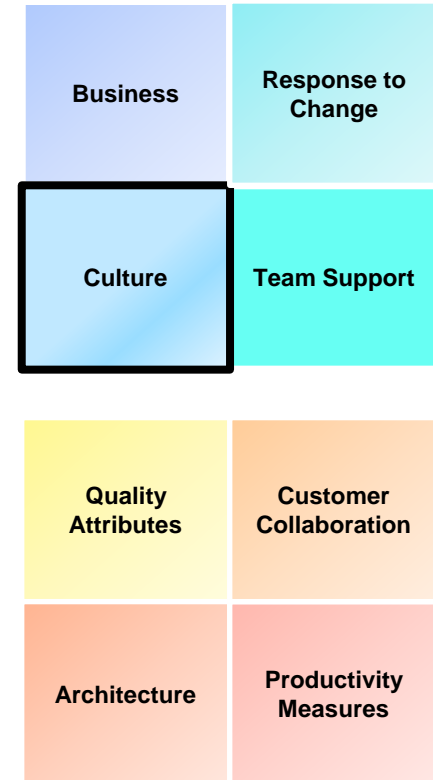 Business
Response to
Change
Culture
Team Support
Quality
Attributes
Customer
Collaboration
Architecture
Productivity
Measures